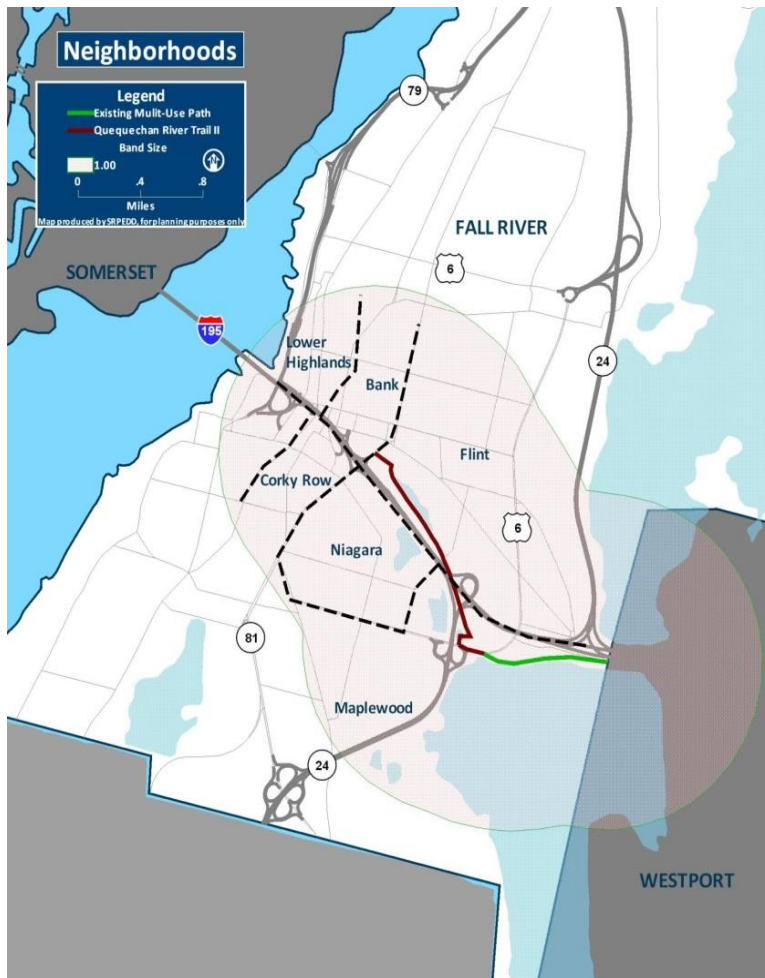 Neighborhoods
Legend
Existing Mulit-Use Path
Quequechan River Trail II
Band Size
1.00
0 .4 .8
Miles
Map produced by SRPEDD, for planning purposes only
N
79
FALL RIVER
6
SOMERSET
195
Lower
Highlands
24
Bank
Flint
Corky Row
6
Niagara
81
Maplewood
24
WESTPORT